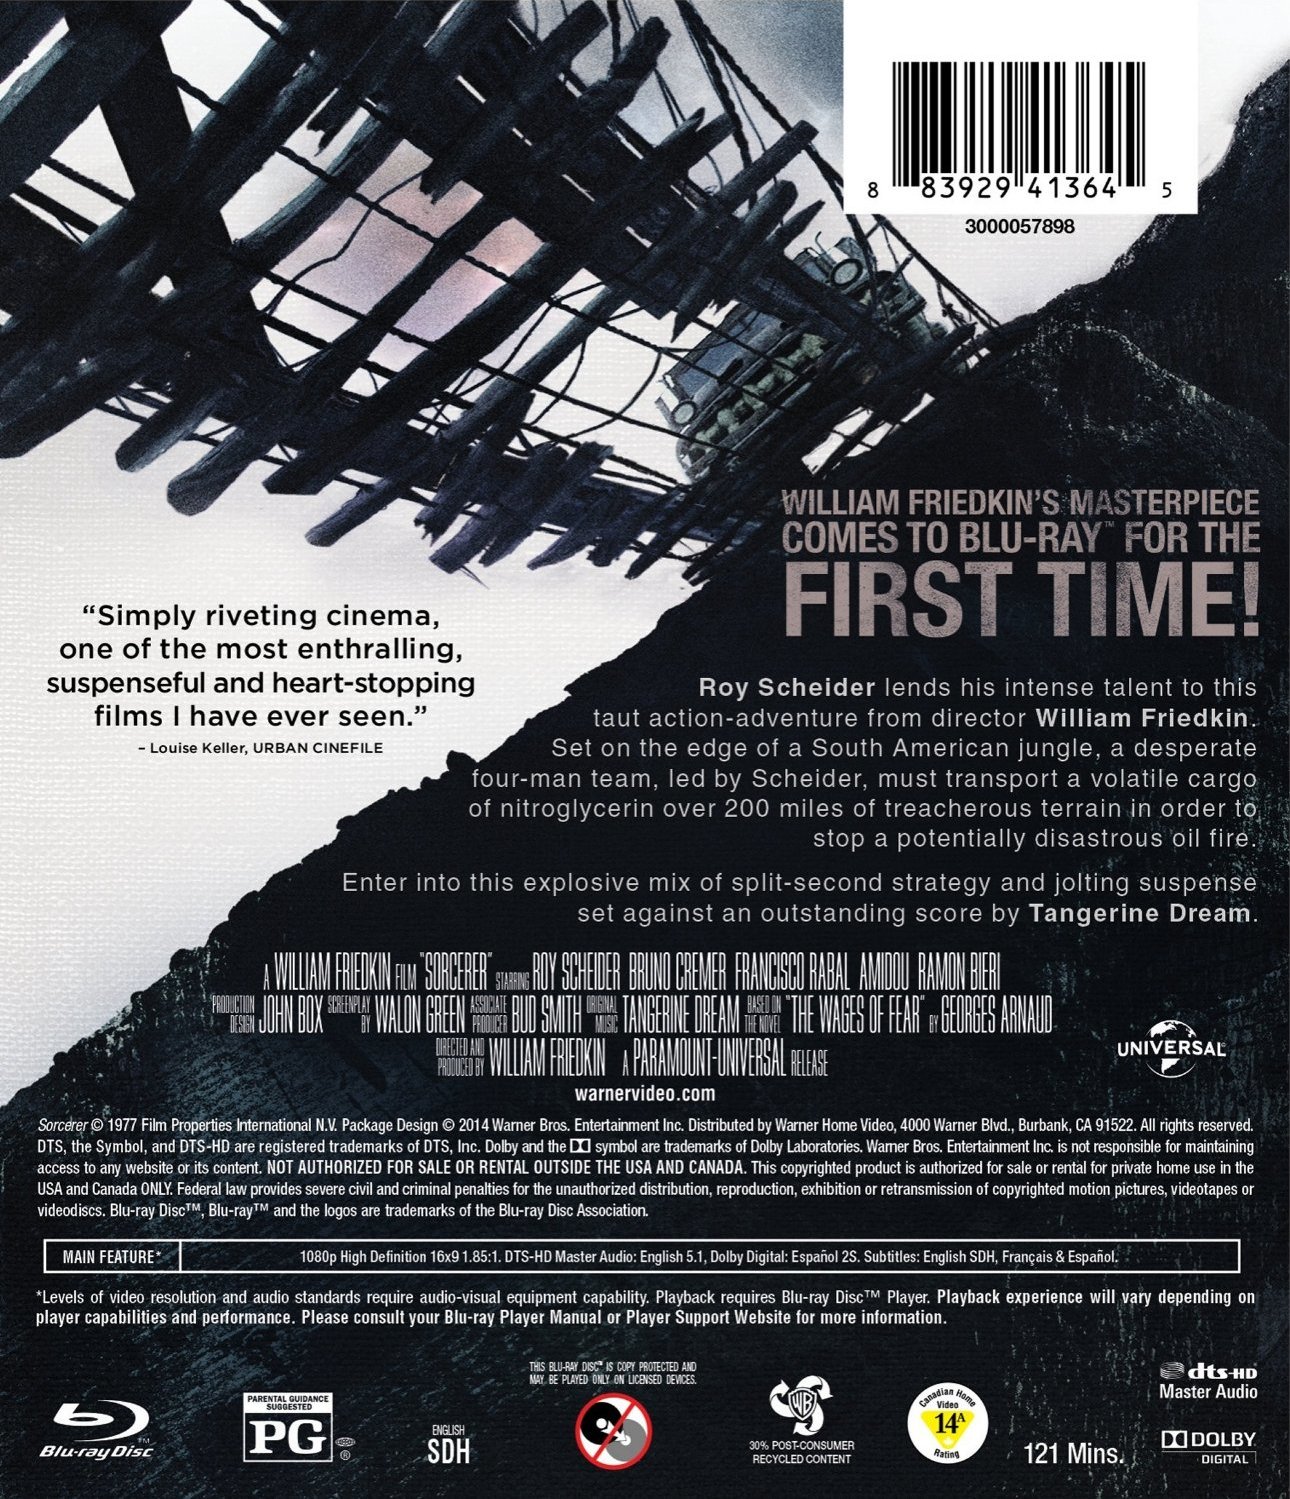 8 83929 41364 5
3000057898
WILLIAM FRIEDKIN'S MASTERPIECE
COMES TO BLU-RAY™ FOR THE
FIRST TIME!
“Simply riveting cinema,
one of the most enthralling,
suspenseful and heart-stopping
films I have ever seen.”
– Louise Keller, URBAN CINEFILE
Roy Scheider lends his intense talent to this
taut action-adventure from director William Friedkin.
Set on the edge of a South American jungle, a desperate
four-man team, led by Scheider, must transport a volatile cargo
of nitroglycerin over 200 miles of treacherous terrain in order to
stop a potentially disastrous oil fire.
Enter into this explosive mix of split-second strategy and jolting suspense
set against an outstanding score by Tangerine Dream.
A WILLIAM FRIEDKIN FILM "SORCERER" STARRING ROY SCHEIDER BRUNO CREMER FRANCISCO RABAL AMIDOU RAMON BIERI
PRODUCTION DESIGN JOHN BOX SCREENPLAY BY WALON GREEN ASSOCIATE PRODUCER BUD SMITH ORIGINAL MUSIC TANGERINE DREAM BASED ON THE NOVEL "THE WAGES OF FEAR" BY GEORGES ARNAUD
DIRECTED AND PRODUCED BY WILLIAM FRIEDKIN A PARAMOUNT-UNIVERSAL RELEASE
UNIVERSAL
warnervideo.com
Sorcerer © 1977 Film Properties International N.V. Package Design © 2014 Warner Bros. Entertainment Inc. Distributed by Warner Home Video, 4000 Warner Blvd., Burbank, CA 91522. All rights reserved.
DTS, the Symbol, and DTS-HD are registered trademarks of DTS, Inc. Dolby and the symbol are trademarks of Dolby Laboratories. Warner Bros. Entertainment Inc. is not responsible for maintaining
access to any website or its content. NOT AUTHORIZED FOR SALE OR RENTAL OUTSIDE THE USA AND CANADA. This copyrighted product is authorized for sale or rental for private home use in the
USA and Canada ONLY. Federal law provides severe civil and criminal penalties for the unauthorized distribution, reproduction, exhibition or retransmission of copyrighted motion pictures, videotapes or
videodiscs. Blu-ray Disc™, Blu-ray™ and the logos are trademarks of the Blu-ray Disc Association.
MAIN FEATURE* 1080p High Definition 16x9 1.85:1. DTS-HD Master Audio: English 5.1, Dolby Digital: Español 2S. Subtitles: English SDH, Français & Español.
*Levels of video resolution and audio standards require audio-visual equipment capability. Playback requires Blu-ray Disc™ Player. Playback experience will vary depending on
player capabilities and performance. Please consult your Blu-ray Player Manual or Player Support Website for more information.
Blu-ray Disc™
PARENTAL GUIDANCE
SUGGESTED
PG ®
ENGLISH
SDH
THIS BLU-RAY DISC™ IS COPY PROTECTED AND
MAY BE PLAYED ONLY ON LICENSED DEVICES.
WB
30% POST-CONSUMER
RECYCLED CONTENT
Canadian Home
Video
14A
Rating
121 Mins.
dts-HD
Master Audio
DOLBY
DIGITAL